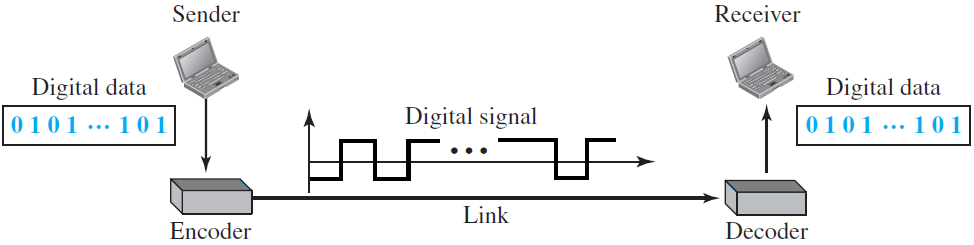 Sender
Receiver
Digital data
0 1 0 1 ... 1 0 1
Digital signal
...
Digital data
0 1 0 1 ... 1 0 1
Encoder
Link
Decoder